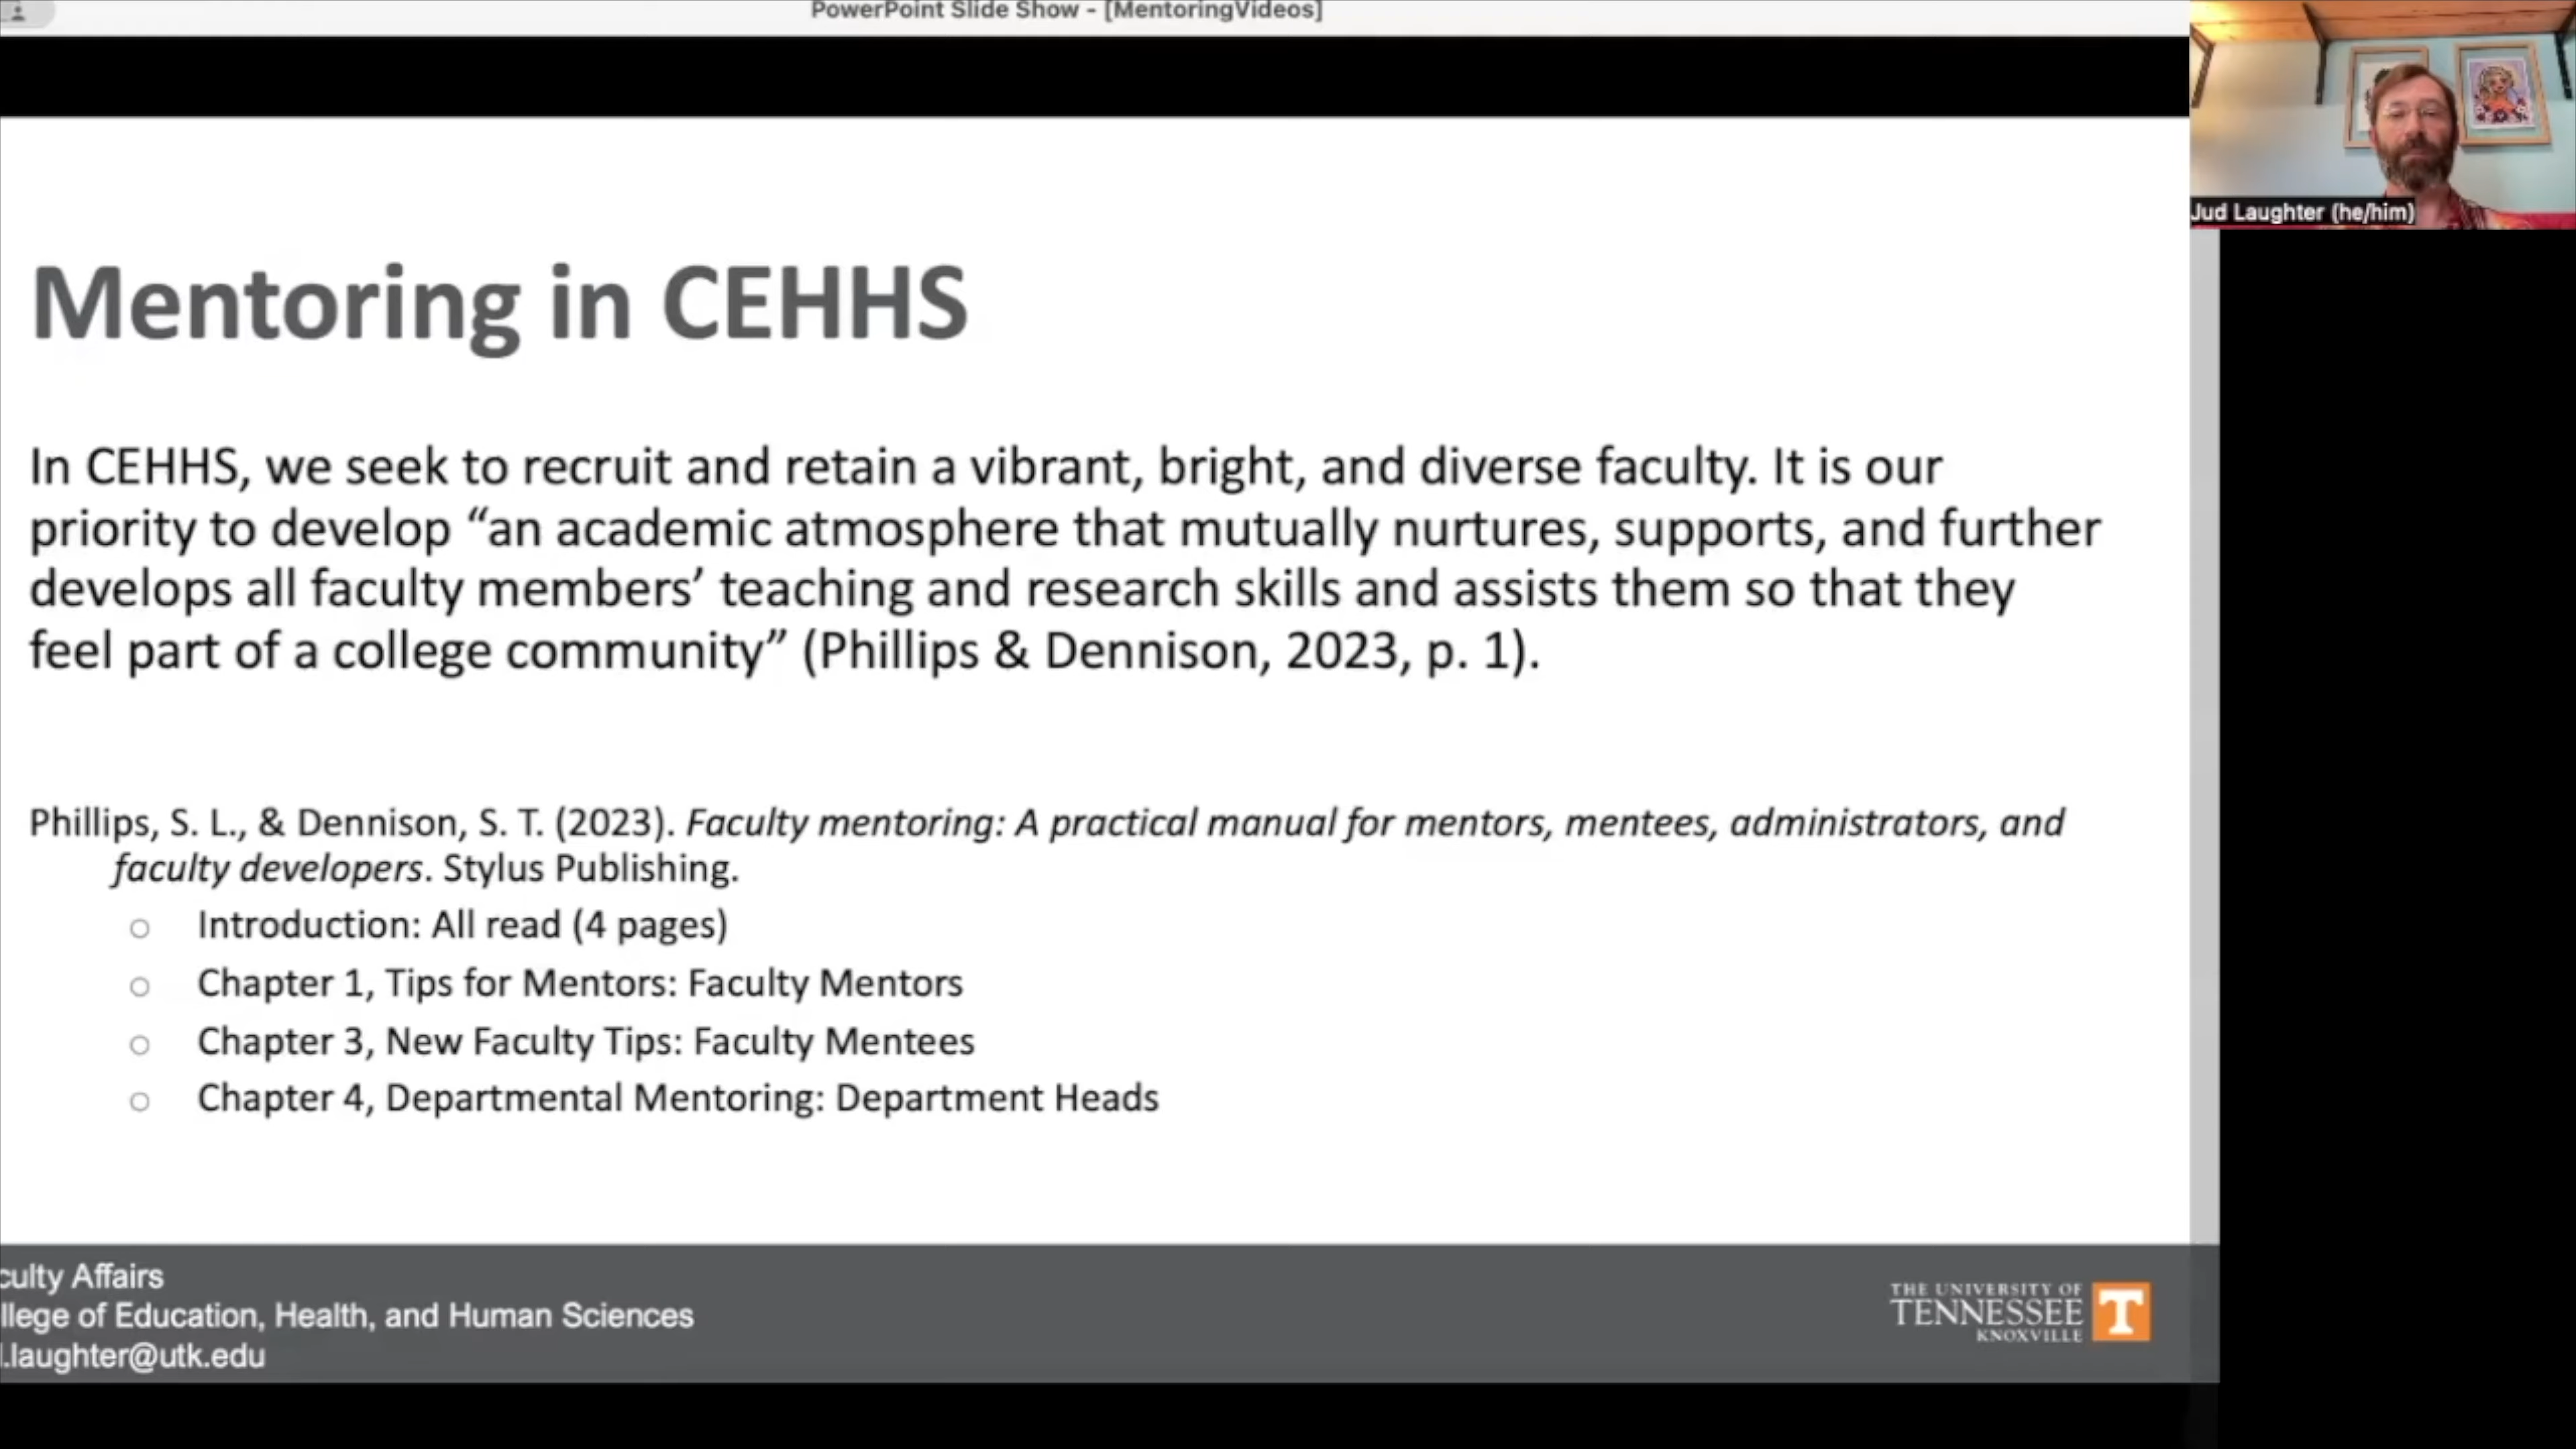 PowerPoint Slide Show - [MentoringVideos]
Jud Laughter (he/him)
Mentoring in CEHHS
In CEHHS, we seek to recruit and retain a vibrant, bright, and diverse faculty. It is our
priority to develop “an academic atmosphere that mutually nurtures, supports, and further
develops all faculty members’ teaching and research skills and assists them so that they
feel part of a college community” (Phillips & Dennison, 2023, p. 1).
Phillips, S. L., & Dennison, S. T. (2023). Faculty mentoring: A practical manual for mentors, mentees, administrators, and
faculty developers. Stylus Publishing.
Introduction: All read (4 pages)
Chapter 1, Tips for Mentors: Faculty Mentors
Chapter 3, New Faculty Tips: Faculty Mentees
Chapter 4, Departmental Mentoring: Department Heads
culty Affairs
llege of Education, Health, and Human Sciences
.laughter@utk.edu
THE UNIVERSITY OF
TENNESSEE
KNOXVILLE
T